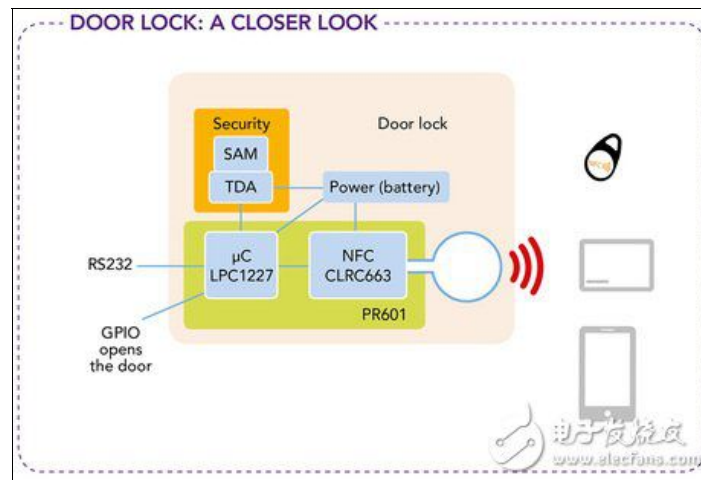 DOOR LOCK: A CLOSER LOOK
Security
Door lock
SAM
TDA
Power (battery)
RS232
µC
LPC1227
NFC
CLRC663
PR601
GPIO
opens
the door
电子发烧友
www.elecfans.com